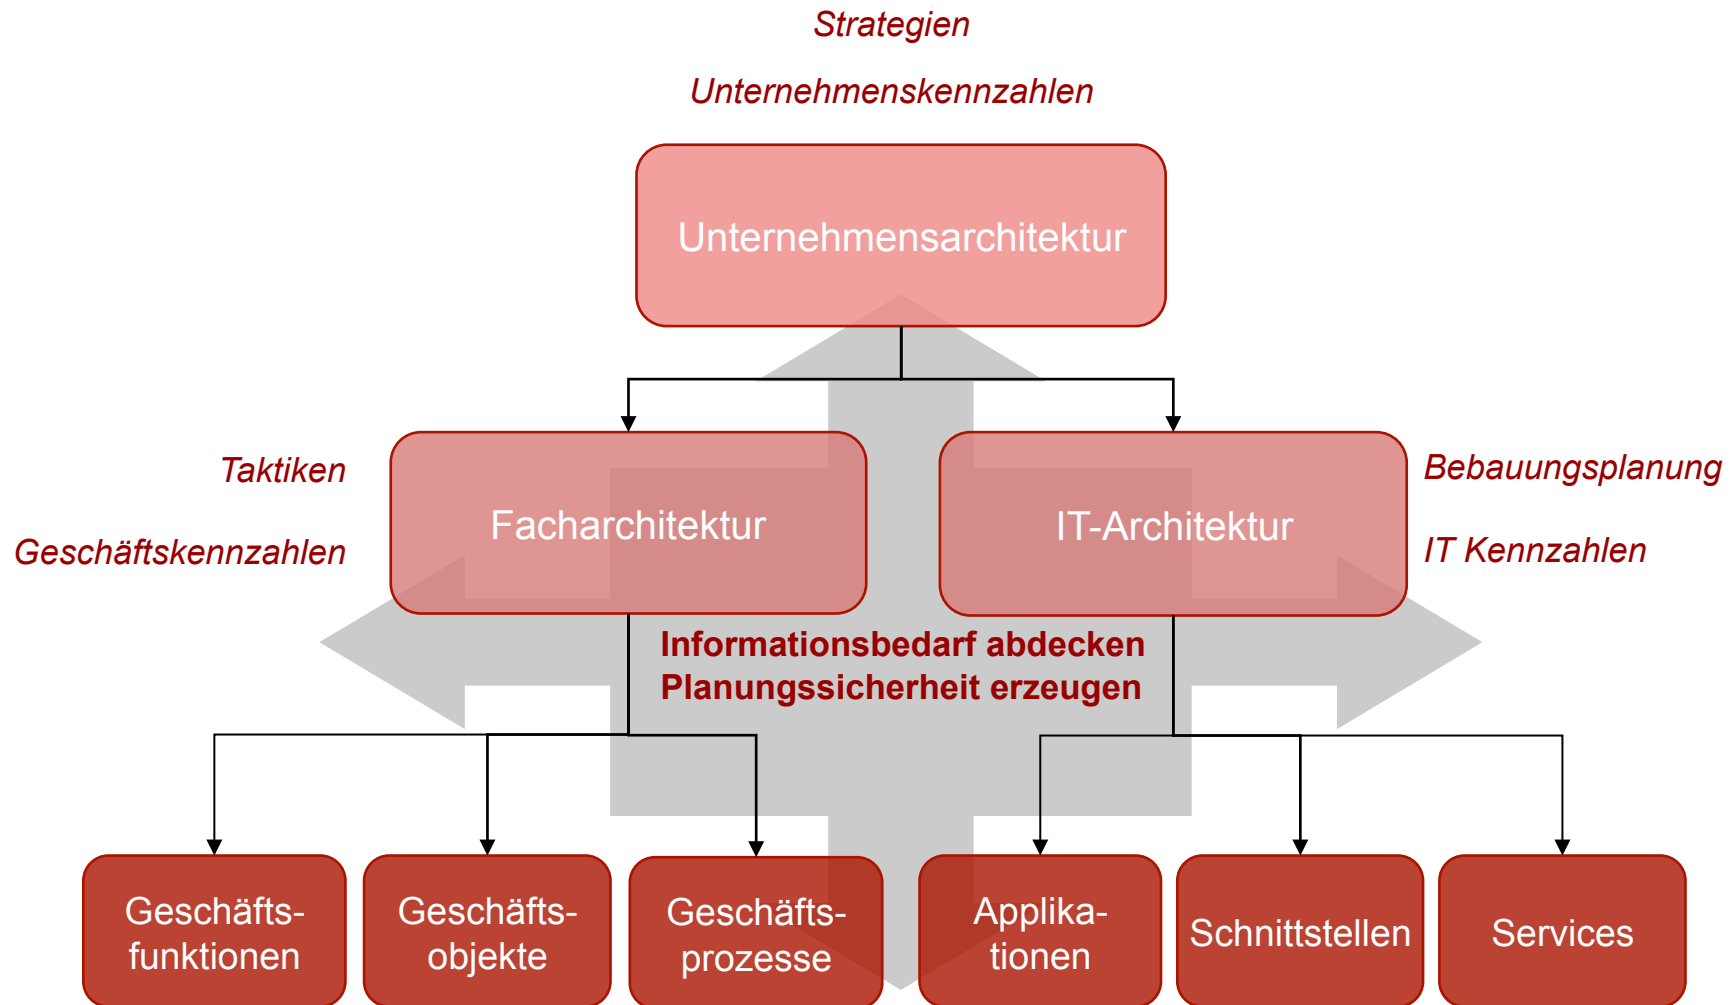 Strategien
Unternehmenskennzahlen
Unternehmensarchitektur
Taktiken
Geschäftskennzahlen
Facharchitektur
IT-Architektur
Bebauungsplanung
IT Kennzahlen
Informationsbedarf abdecken
Planungssicherheit erzeugen
Geschäfts-
funktionen
Geschäfts-
objekte
Geschäfts-
prozesse
Applika-
tionen
Schnittstellen
Services